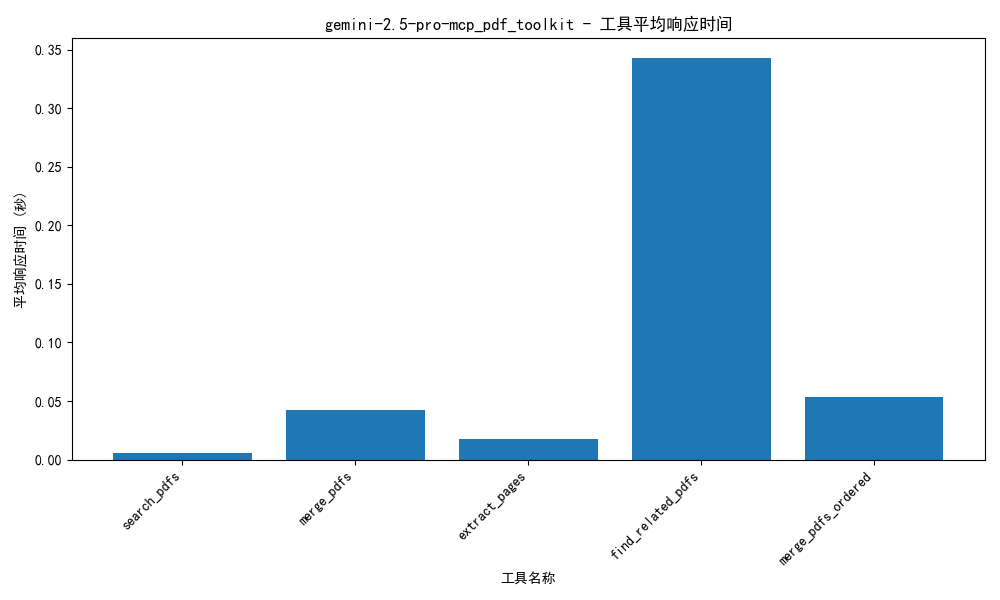 gemini-2.5-pro-mcp_pdf_toolkit - 工具平均响应时间
平均响应时间 (秒)
0.35
0.30
0.25
0.20
0.15
0.10
0.05
0.00
search_pdfs
merge_pdfs
extract_pages
find_related_pdfs
merge_pdfs_ordered
工具名称